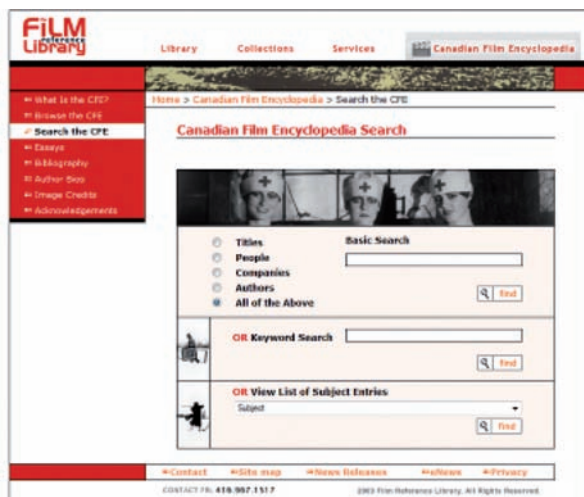 FiLM
reference
Library
Library Collections Services Canadian Film Encyclopedia
What is the CFE?
Browse the CFE
Search the CFE
Essays
Bibliography
Author Bios
Image Credits
Acknowledgements
Home > Canadian Film Encyclopedia > Search the CFE
Canadian Film Encyclopedia Search
Titles
People
Companies
Authors
All of the Above
Basic Search
find
OR Keyword Search
find
OR View List of Subject Entries
Subject
find
Contact Site map News Releases eNews Privacy
CONTACT FRL 416.967.1517 2003 Film Reference Library. All Rights Reserved